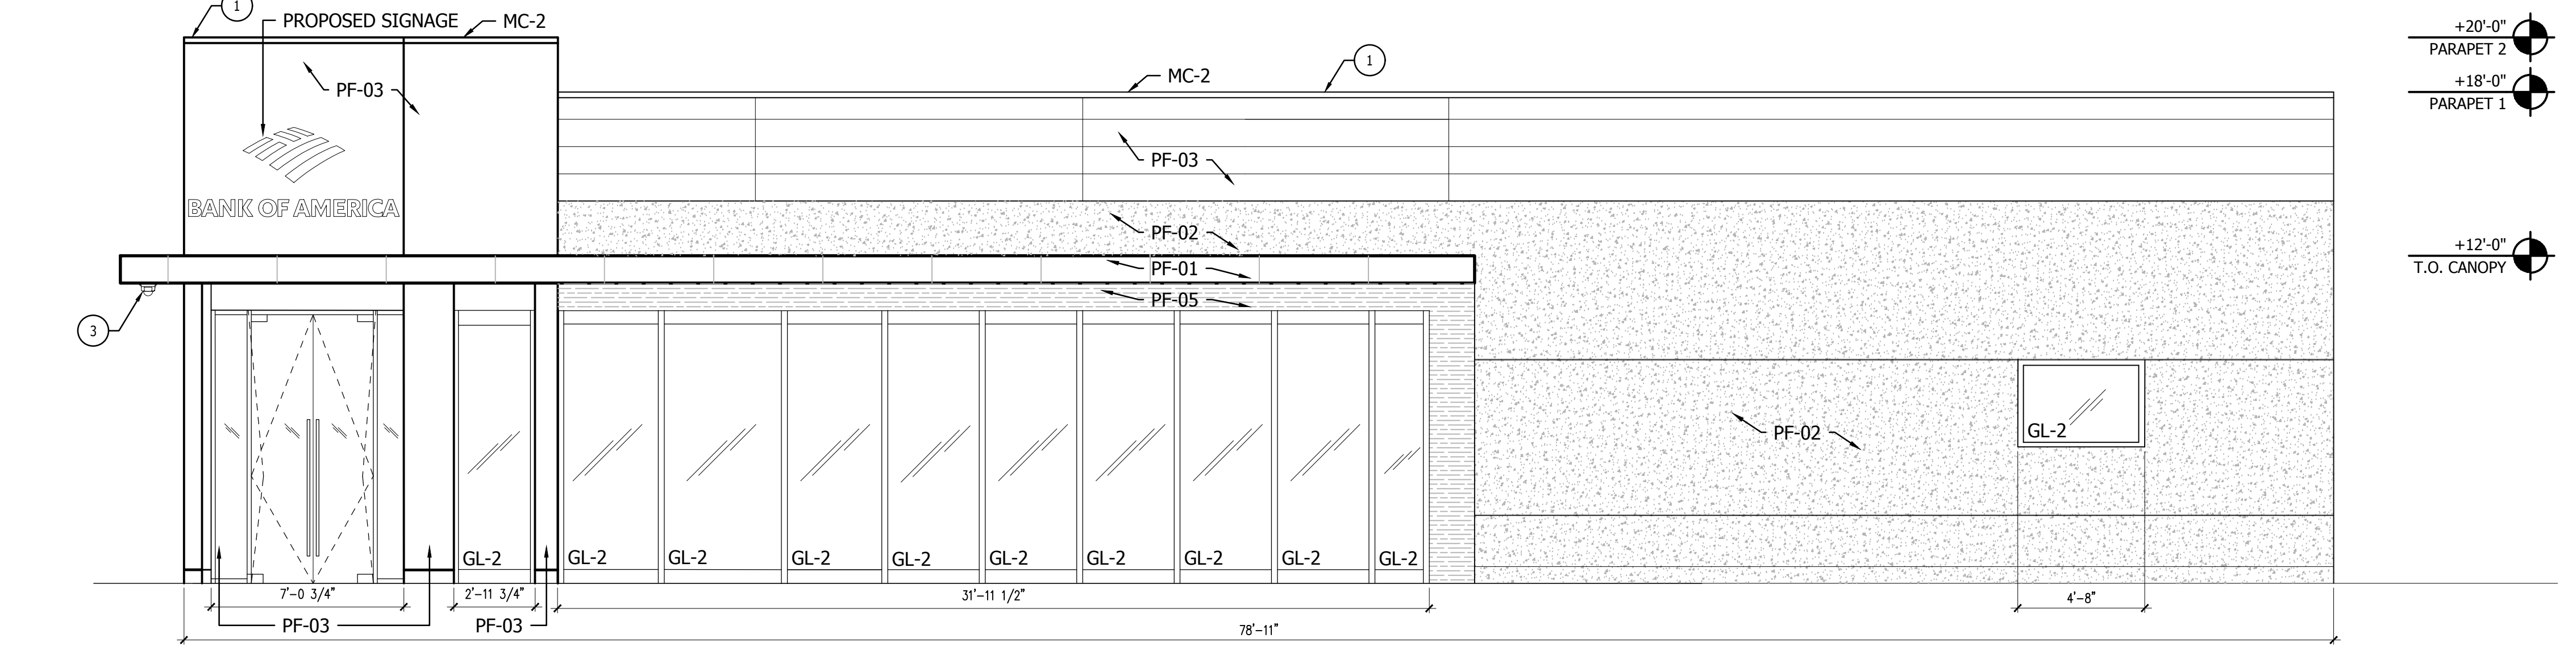 1
PROPOSED SIGNAGE
MC-2
+20'-0"
PARAPET 2
1
MC-2
+18'-0"
PARAPET 1
PF-03
PF-03
BANK OF AMERICA
PF-02
+12'-0"
T.O. CANOPY
PF-01
PF-05
3
PF-02
GL-2
GL-2
GL-2
GL-2
GL-2
GL-2
GL-2
GL-2
GL-2
GL-2
GL-2
7'-0 3/4"
2'-11 3/4"
31'-11 1/2"
4'-8"
PF-03
PF-03
78'-11"